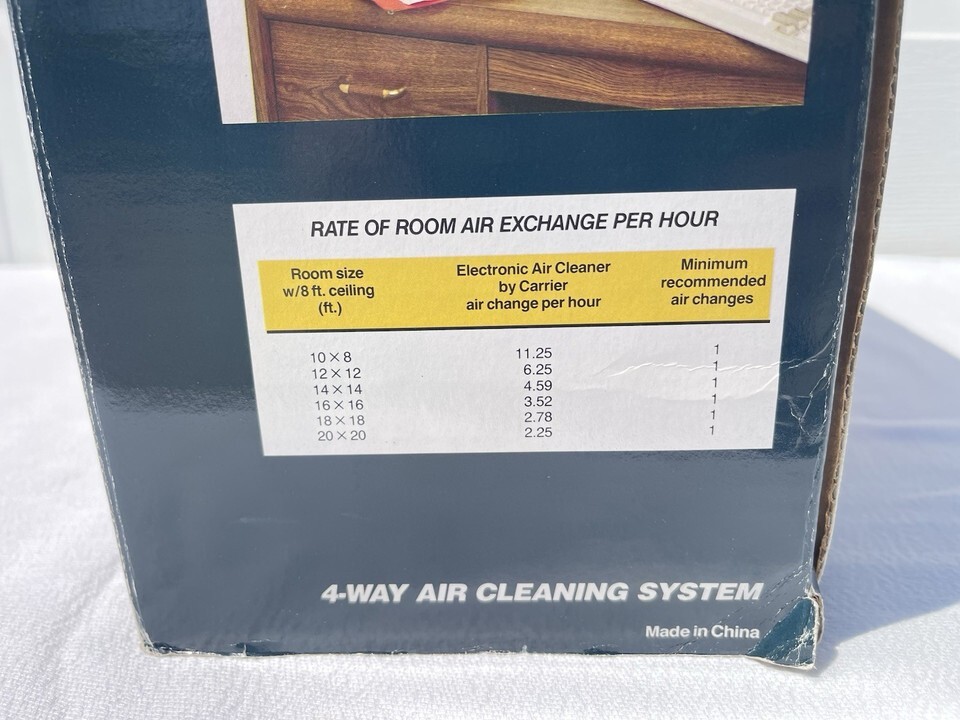 RATE OF ROOM AIR EXCHANGE PER HOUR
Room size
w/8 ft. ceiling
(ft.)
Electronic Air Cleaner
by Carrier
air change per hour
Minimum
recommended
air changes
10 × 8 11.25 1
12 × 12 6.25 1
14 × 14 4.59 1
16 × 16 3.52 1
18 × 18 2.78 1
20 × 20 2.25 1
4-WAY AIR CLEANING SYSTEM
Made in China